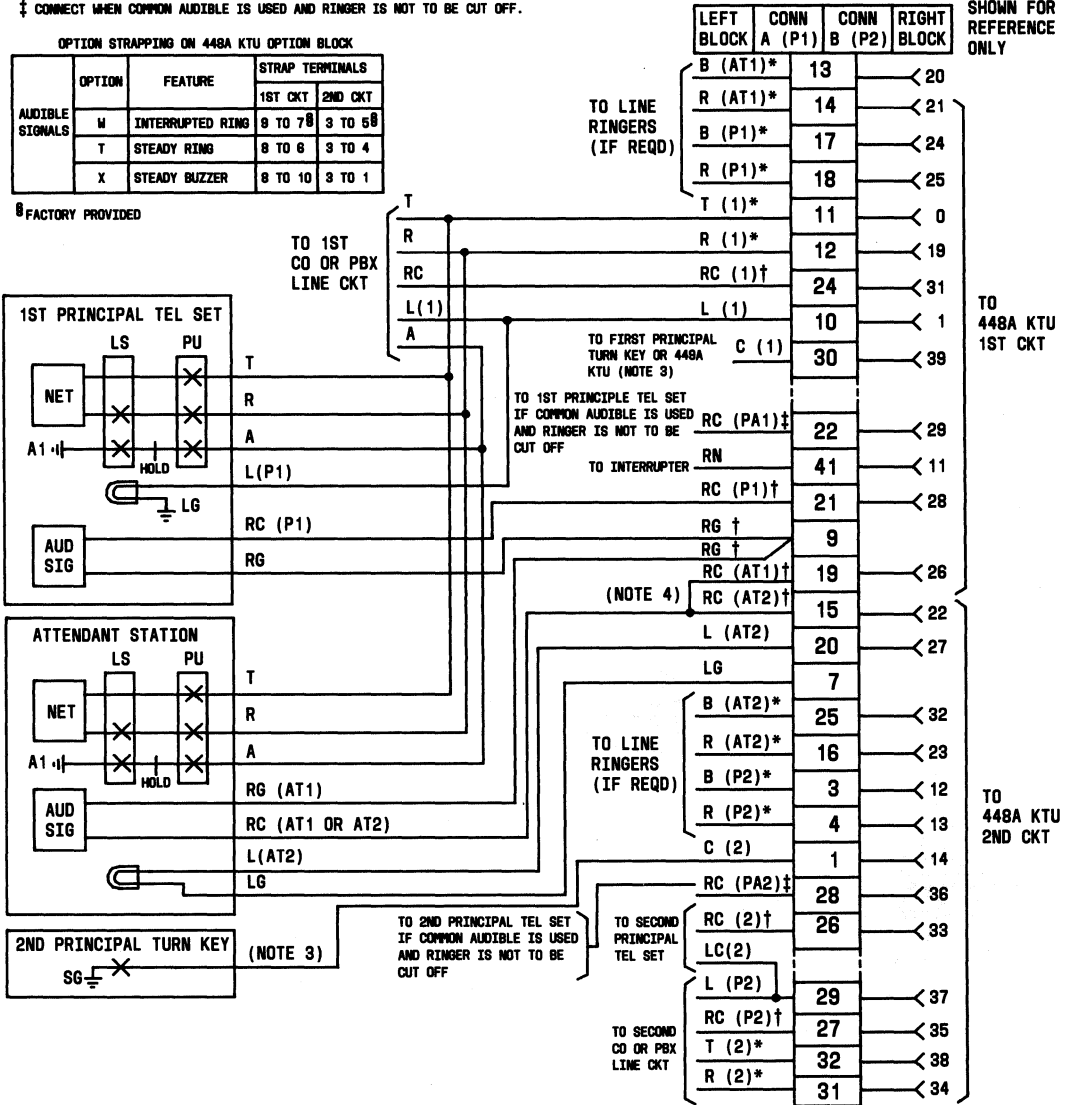 ‡ CONNECT WHEN COMMON AUDIBLE IS USED AND RINGER IS NOT TO BE CUT OFF.
OPTION STRAPPING ON 448A KTU OPTION BLOCK
AUDIBLE SIGNALS
OPTION
FEATURE
STRAP TERMINALS
1ST CKT
2ND CKT
W INTERRUPTED RING 9 TO 7§ 3 TO 5§
T STEADY RING 8 TO 6 3 TO 4
X STEADY BUZZER 8 TO 10 3 TO 1
§ FACTORY PROVIDED
LEFT BLOCK
CONN A (P1)
CONN B (P2)
RIGHT BLOCK
SHOWN FOR
REFERENCE
ONLY
TO LINE
RINGERS
(IF REQD)
B (AT1)* 13 20
R (AT1)* 14 21
B (P1)* 17 24
R (P1)* 18 25
T (1)* 11 0
R (1)* 12 19
RC (1)† 24 31
L (1) 10 1
TO FIRST PRINCIPAL
TURN KEY OR 449A
KTU (NOTE 3)
C (1) 30 39
TO
448A KTU
1ST CKT
TO 1ST
CO OR PBX
LINE CKT
T
R
RC
L(1)
A
1ST PRINCIPAL TEL SET
LS
PU
NET
A1
HOLD
LG
AUD
SIG
T
R
A
L(P1)
RC (P1)
RG
TO 1ST PRINCIPLE TEL SET
IF COMMON AUDIBLE IS USED
AND RINGER IS NOT TO BE
CUT OFF
RC (PA1)‡ 22 29
TO INTERRUPTER RN 41 11
RC (P1)† 21 28
RG † 9
RG †
RC (AT1)† 19 26
(NOTE 4)
RC (AT2)† 15 22
L (AT2) 20 27
LG 7
ATTENDANT STATION
LS
PU
NET
A1
HOLD
AUD
SIG
T
R
A
RG (AT1)
RC (AT1 OR AT2)
L(AT2)
LG
TO LINE
RINGERS
(IF REQD)
B (AT2)* 25 32
R (AT2)* 16 23
B (P2)* 3 12
R (P2)* 4 13
C (2) 1 14
RC (PA2)‡ 28 36
TO
448A KTU
2ND CKT
2ND PRINCIPAL TURN KEY
SG
(NOTE 3)
TO 2ND PRINCIPAL TEL SET
IF COMMON AUDIBLE IS USED
AND RINGER IS NOT TO BE
CUT OFF
TO SECOND
PRINCIPAL
TEL SET
RC (2)† 26 33
LC(2)
TO SECOND
CO OR PBX
LINE CKT
L (P2) 29 37
RC (P2)† 27 35
T (2)* 32 38
R (2)* 31 34